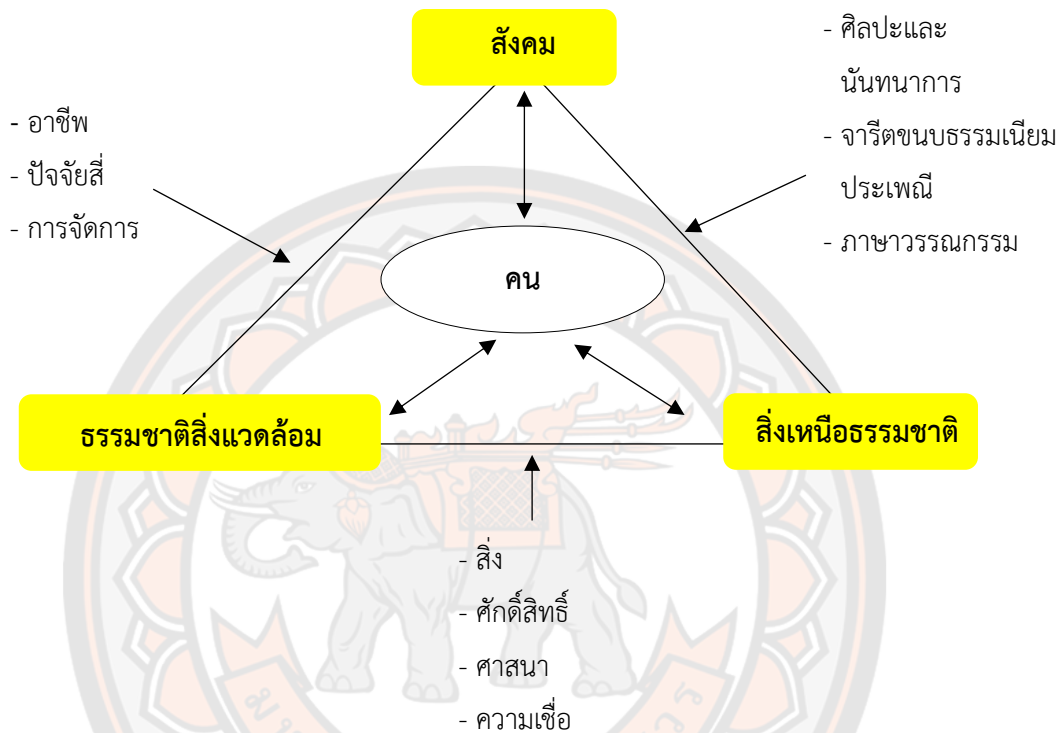 สังคม
- ศิลปะและ
นันทนาการ
- จารีตขนบธรรมเนียม
ประเพณี
- ภาษาวรรณกรรม
- อาชีพ
- ปัจจัยสี่
- การจัดการ
คน
ธรรมชาติสิ่งแวดล้อม
สิ่งเหนือธรรมชาติ
- สิ่ง
- ศักดิ์สิทธิ์
- ศาสนา
- ความเชื่อ